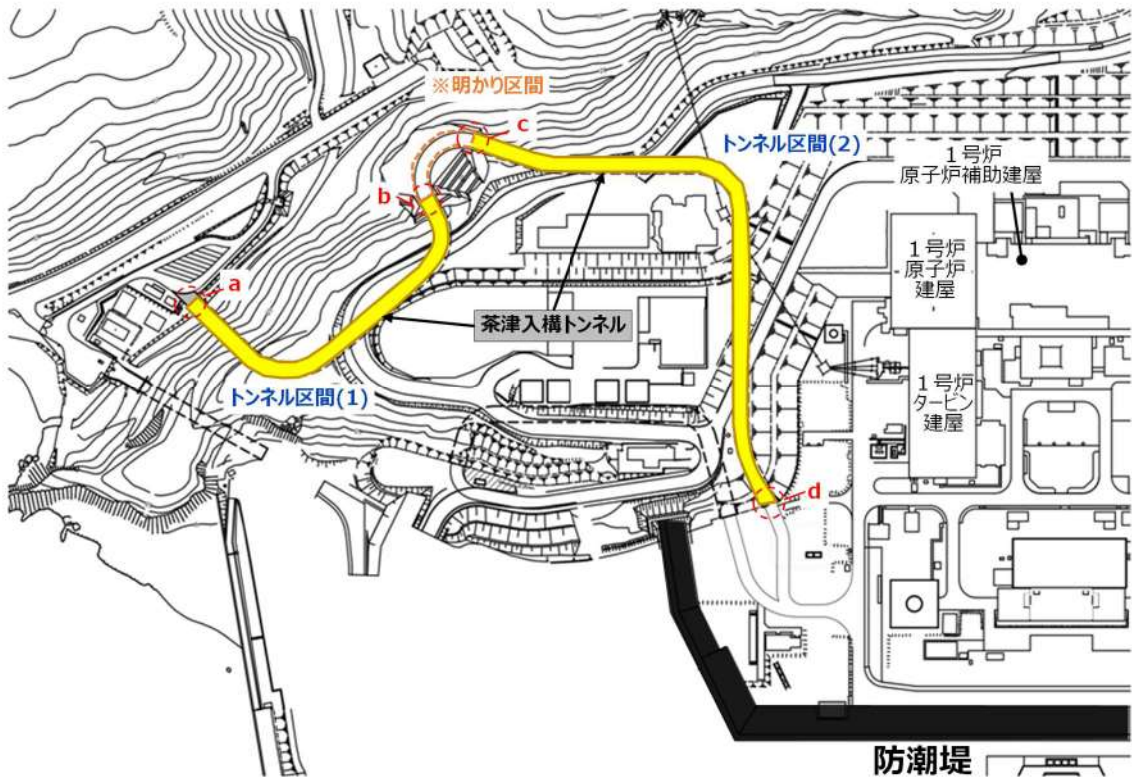 ※明かり区間
c
トンネル区間(2)
1号炉
原子炉補助建屋
b
1号炉
原子炉
建屋
a
茶津入構トンネル
1号炉
タービン
建屋
トンネル区間(1)
d
防潮堤